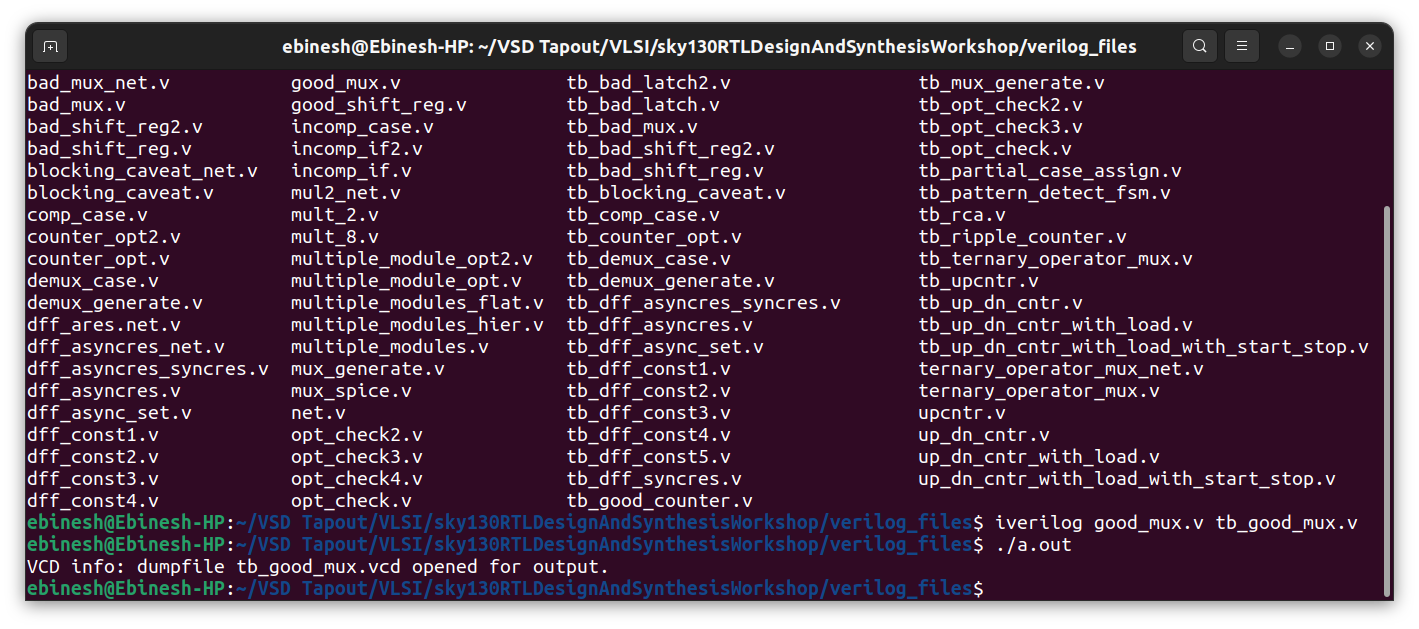 ebinesh@Ebinesh-HP: ~/VSD Tapout/VLSI/sky130RTLDesignAndSynthesisWorkshop/verilog_files
bad_mux_net.v good_mux.v tb_bad_latch2.v tb_mux_generate.v
bad_mux.v good_shift_reg.v tb_bad_latch.v tb_opt_check2.v
bad_shift_reg2.v incomp_case.v tb_bad_mux.v tb_opt_check3.v
bad_shift_reg.v incomp_if2.v tb_bad_shift_reg2.v tb_opt_check.v
blocking_caveat_net.v incomp_if.v tb_bad_shift_reg.v tb_partial_case_assign.v
blocking_caveat.v mul2_net.v tb_blocking_caveat.v tb_pattern_detect_fsm.v
comp_case.v mult_2.v tb_comp_case.v tb_rca.v
counter_opt2.v mult_8.v tb_counter_opt.v tb_ripple_counter.v
counter_opt.v multiple_module_opt2.v tb_demux_case.v tb_ternary_operator_mux.v
demux_case.v multiple_module_opt.v tb_demux_generate.v tb_upcntr.v
demux_generate.v multiple_modules_flat.v tb_dff_asyncres_syncres.v tb_up_dn_cntr.v
dff_ares.net.v multiple_modules_hier.v tb_dff_asyncres.v tb_up_dn_cntr_with_load.v
dff_asyncres_net.v multiple_modules.v tb_dff_async_set.v tb_up_dn_cntr_with_load_with_start_stop.v
dff_asyncres_syncres.v mux_generate.v tb_dff_const1.v ternary_operator_mux_net.v
dff_asyncres.v mux_spice.v tb_dff_const2.v ternary_operator_mux.v
dff_async_set.v net.v tb_dff_const3.v upcntr.v
dff_const1.v opt_check2.v tb_dff_const4.v up_dn_cntr.v
dff_const2.v opt_check3.v tb_dff_const5.v up_dn_cntr_with_load.v
dff_const3.v opt_check4.v tb_dff_syncres.v up_dn_cntr_with_load_with_start_stop.v
dff_const4.v opt_check.v tb_good_counter.v
ebinesh@Ebinesh-HP:~/VSD Tapout/VLSI/sky130RTLDesignAndSynthesisWorkshop/verilog_files$ iverilog good_mux.v tb_good_mux.v
ebinesh@Ebinesh-HP:~/VSD Tapout/VLSI/sky130RTLDesignAndSynthesisWorkshop/verilog_files$ ./a.out
VCD info: dumpfile tb_good_mux.vcd opened for output.
ebinesh@Ebinesh-HP:~/VSD Tapout/VLSI/sky130RTLDesignAndSynthesisWorkshop/verilog_files$